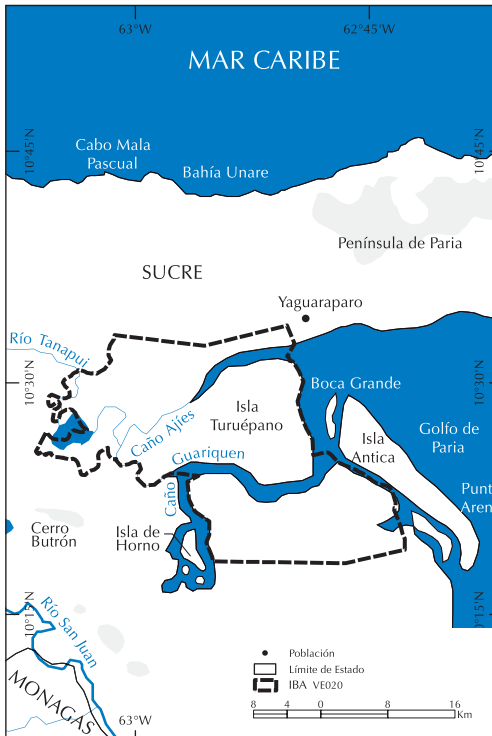 63°W
62°45'W
MAR CARIBE
10°45'N
10°45'N
Cabo Mala
Pascual
Bahía Unare
Península de Paria
SUCRE
Yaguaraparo
Río Tanapui
10°30'N
10°30'N
Boca Grande
Isla
Turuépano
Caño Ajíes
Isla
Antica
Golfo de
Paria
Guariquen
Caño
Punt
Aren
Cerro
Butrón
Isla de
Horno
10°15'N
10°15'N
Río San Juan
MONAGAS
63°W
Población
Límite de Estado
IBA VE020
8 4 0 8 16
Km